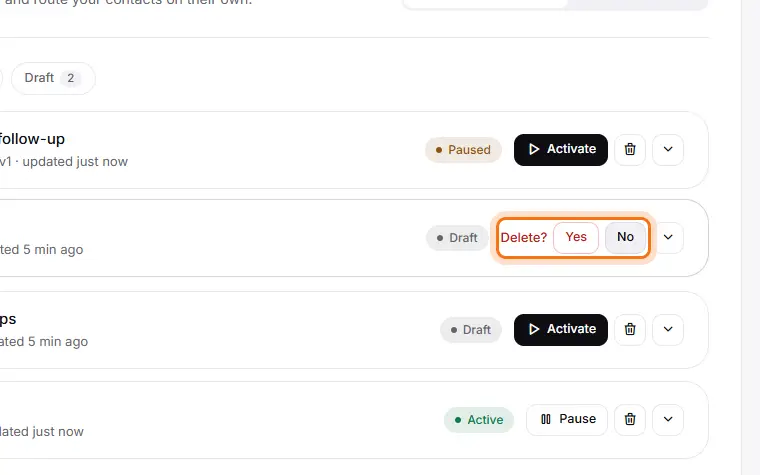 and route your contacts on their own.
Draft 2
follow-up
v1 · updated just now
Paused
Activate
ted 5 min ago
Draft
Delete? Yes No
ps
ated 5 min ago
Draft
Activate
lated just now
Active
Pause